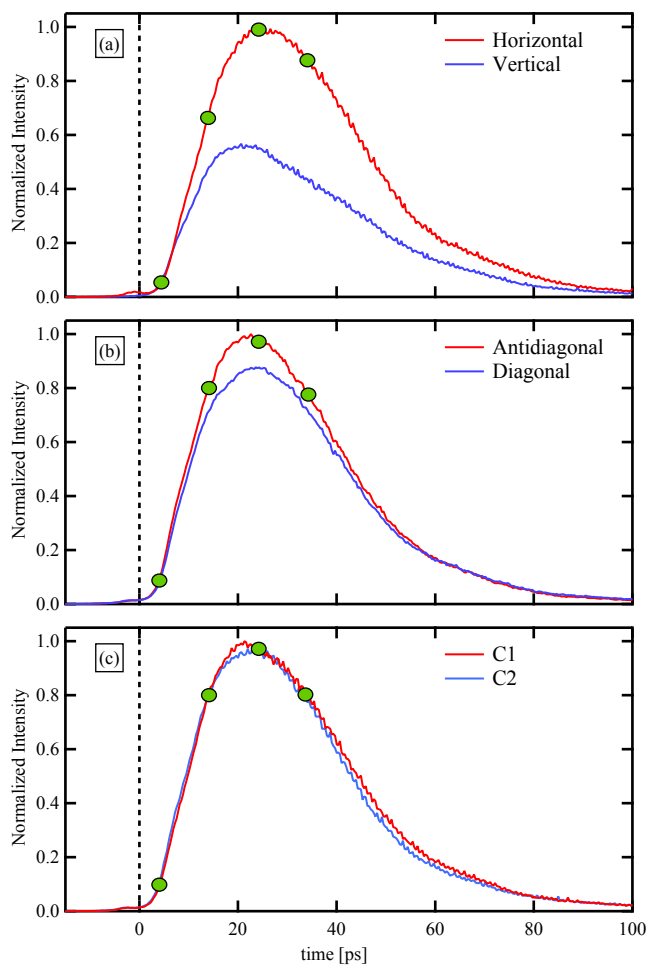 (a)
Horizontal
Vertical
Normalized Intensity
1.0
0.8
0.6
0.4
0.2
0.0
(b)
Antidiagonal
Diagonal
Normalized Intensity
1.0
0.8
0.6
0.4
0.2
0.0
(c)
C1
C2
Normalized Intensity
1.0
0.8
0.6
0.4
0.2
0.0
0 20 40 60 80 100
time [ps]